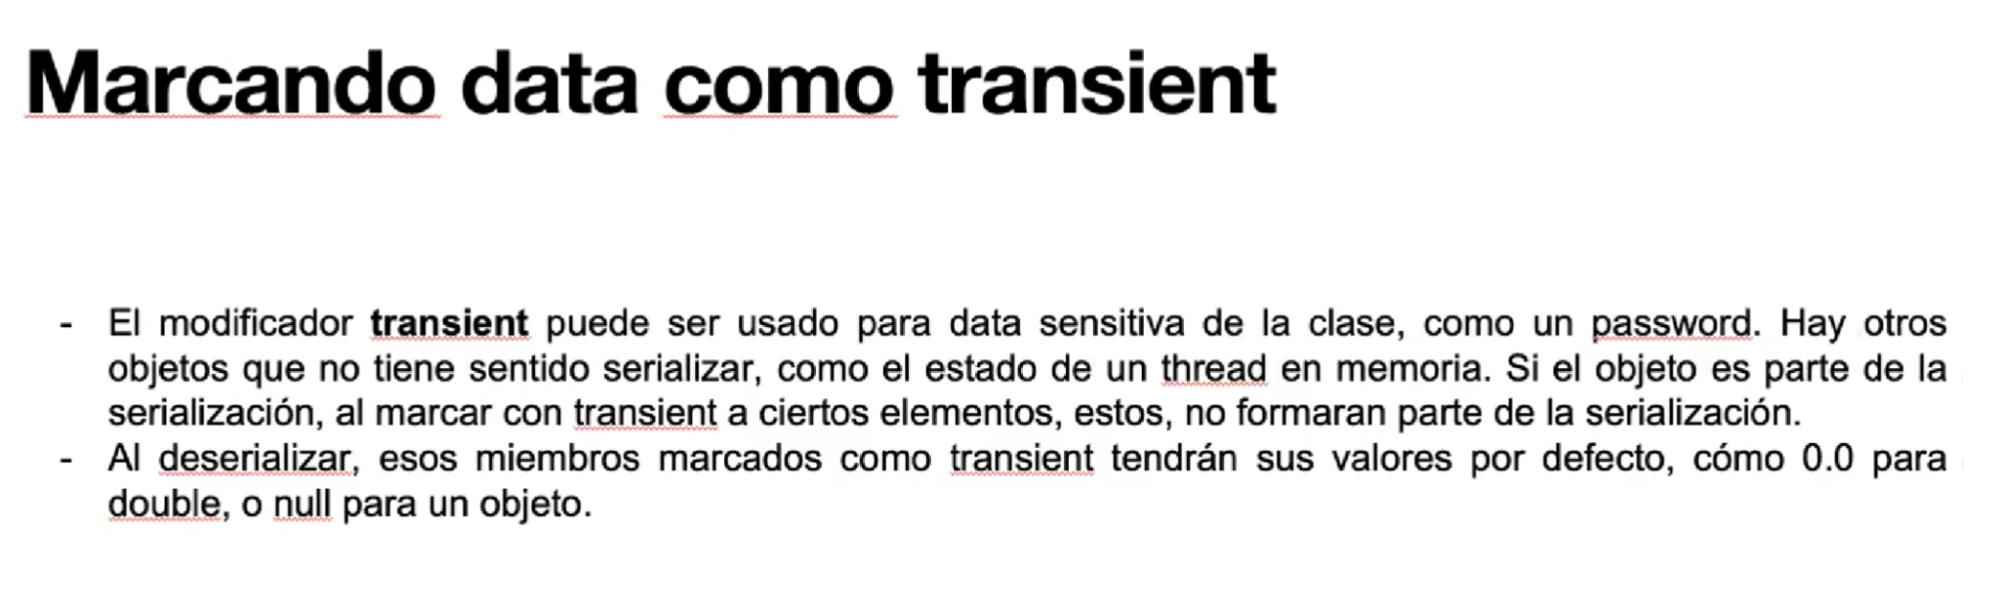 Marcando data como transient
- El modificador transient puede ser usado para data sensitiva de la clase, como un password. Hay otros
objetos que no tiene sentido serializar, como el estado de un thread en memoria. Si el objeto es parte de la
serialización, al marcar con transient a ciertos elementos, estos, no formaran parte de la serialización.
- Al deserializar, esos miembros marcados como transient tendrán sus valores por defecto, cómo 0.0 para
double, o null para un objeto.